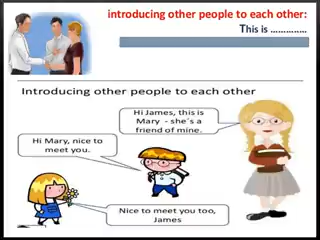 introducing other people to each other:
This is .............
Introducing other people to each other
Hi James, this is
Mary - she's a
friend of mine.
Hi Mary, nice to
meet you.
Nice to meet you too,
James